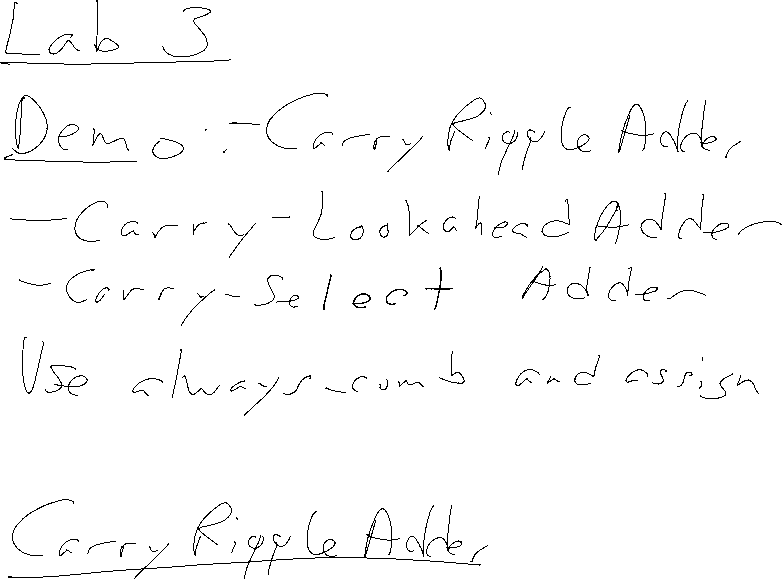 Lab 3
Demo: -Carry Ripple Adder
-Carry-Lookahead Adder
-Carry-Select Adder
Use always_comb and assign
Carry Ripple Adder